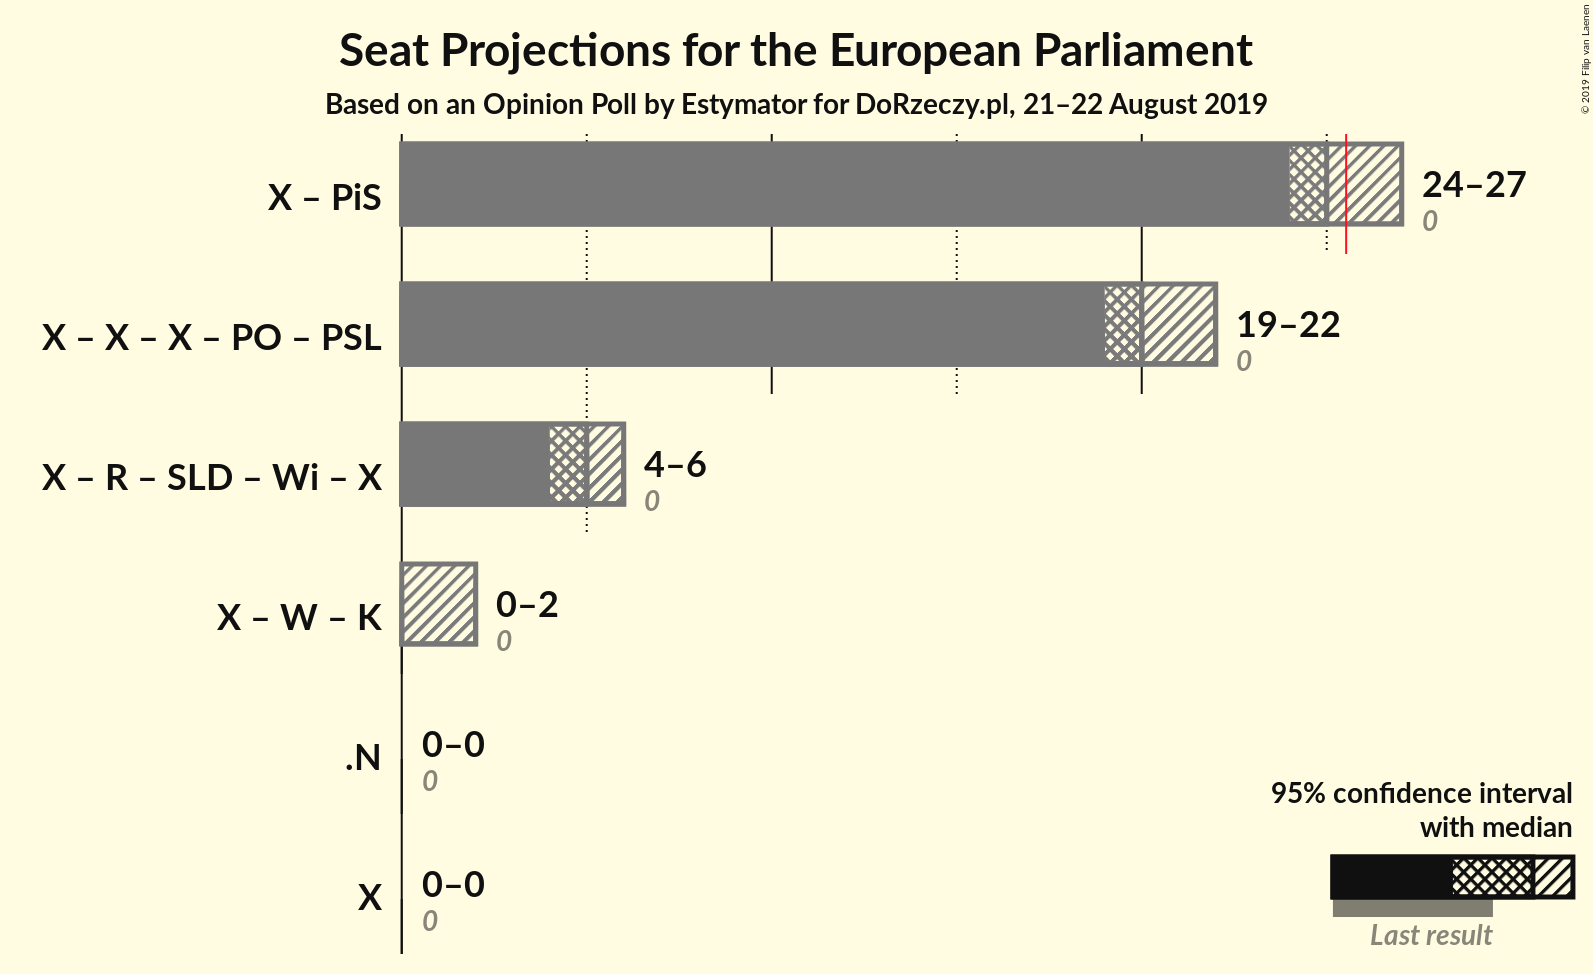 Seat Projections for the European Parliament
Based on an Opinion Poll by Estymator for DoRzeczy.pl, 21–22 August 2019
© 2019 Filip van Laenen
X – PiS
24–27
0
X – X – X – PO – PSL
19–22
0
X – R – SLD – Wi – X
4–6
0
X – W – K
0–2
0
.N
0–0
0
X
0–0
0
95% confidence interval
with median
Last result